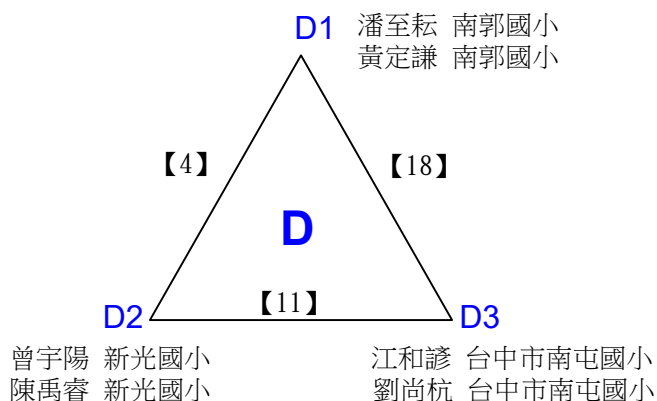 D1 潘至耘 南郭國小
黃定謙 南郭國小
【4】 【18】
D
【11】
D2 D3
曾宇陽 新光國小 江和諺 台中市南屯國小
陳禹睿 新光國小 劉尚杭 台中市南屯國小